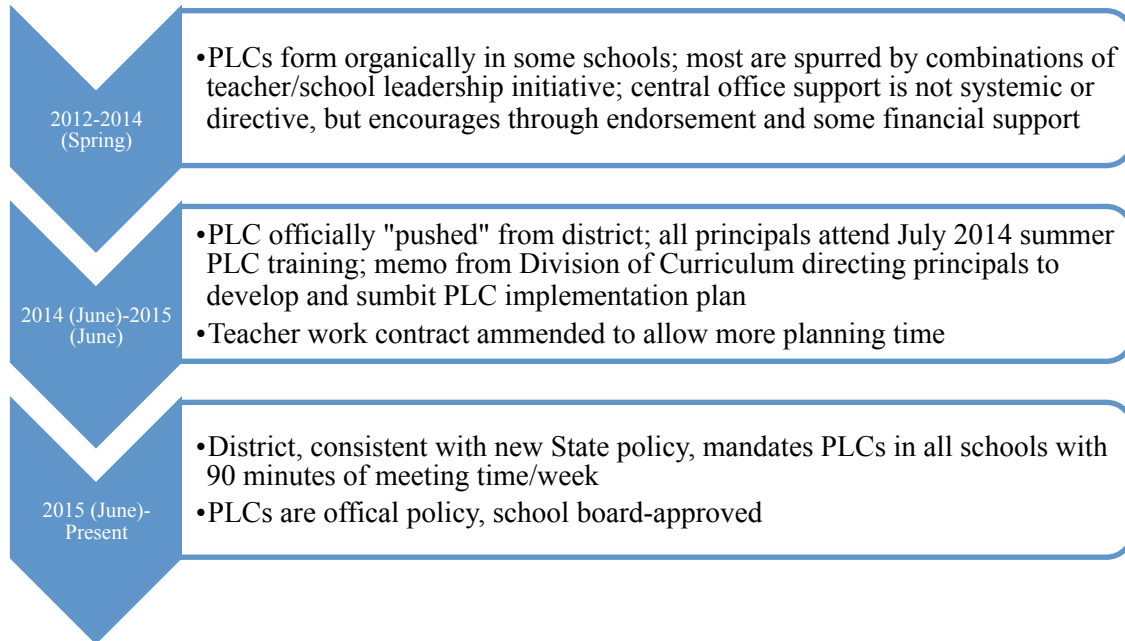 2012-2014
(Spring)
•PLCs form organically in some schools; most are spurred by combinations of
teacher/school leadership initiative; central office support is not systemic or
directive, but encourages through endorsement and some financial support
2014 (June)-2015
(June)
•PLC officially "pushed" from district; all principals attend July 2014 summer
PLC training; memo from Division of Curriculum directing principals to
develop and sumbit PLC implementation plan
•Teacher work contract ammended to allow more planning time
2015 (June)-
Present
•District, consistent with new State policy, mandates PLCs in all schools with
90 minutes of meeting time/week
•PLCs are offical policy, school board-approved